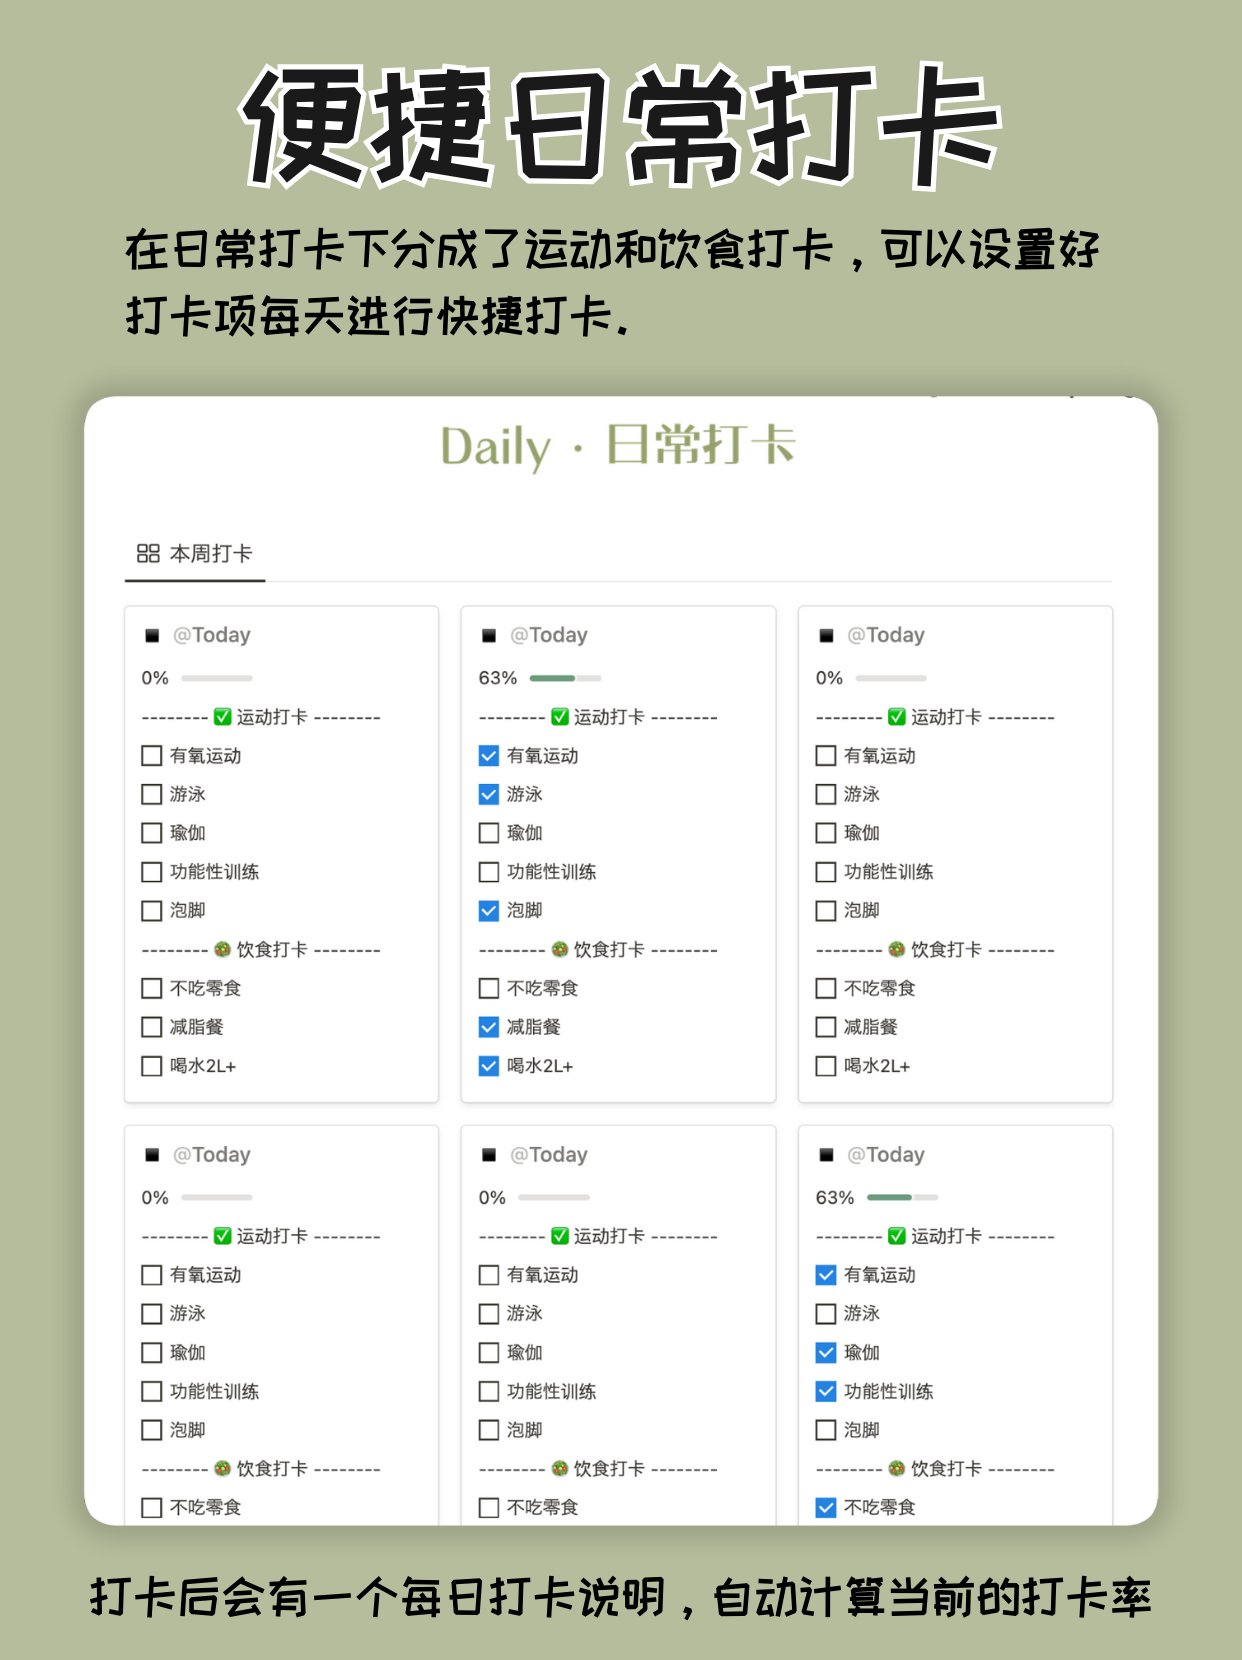 便捷日常打卡
在日常打卡下分成了运动和饮食打卡，可以设置好
打卡项每天进行快捷打卡.
Daily · 日常打卡
本周打卡
@Today
0%
-------- ✅ 运动打卡 --------
有氧运动
游泳
瑜伽
功能性训练
泡脚
-------- 🥗 饮食打卡 --------
不吃零食
减脂餐
喝水2L+
@Today
63%
-------- ✅ 运动打卡 --------
有氧运动
游泳
瑜伽
功能性训练
泡脚
-------- 🥗 饮食打卡 --------
不吃零食
减脂餐
喝水2L+
@Today
0%
-------- ✅ 运动打卡 --------
有氧运动
游泳
瑜伽
功能性训练
泡脚
-------- 🥗 饮食打卡 --------
不吃零食
减脂餐
喝水2L+
@Today
0%
-------- ✅ 运动打卡 --------
有氧运动
游泳
瑜伽
功能性训练
泡脚
-------- 🥗 饮食打卡 --------
不吃零食
@Today
0%
-------- ✅ 运动打卡 --------
有氧运动
游泳
瑜伽
功能性训练
泡脚
-------- 🥗 饮食打卡 --------
不吃零食
@Today
63%
-------- ✅ 运动打卡 --------
有氧运动
游泳
瑜伽
功能性训练
泡脚
-------- 🥗 饮食打卡 --------
不吃零食
打卡后会有一个每日打卡说明，自动计算当前的打卡率